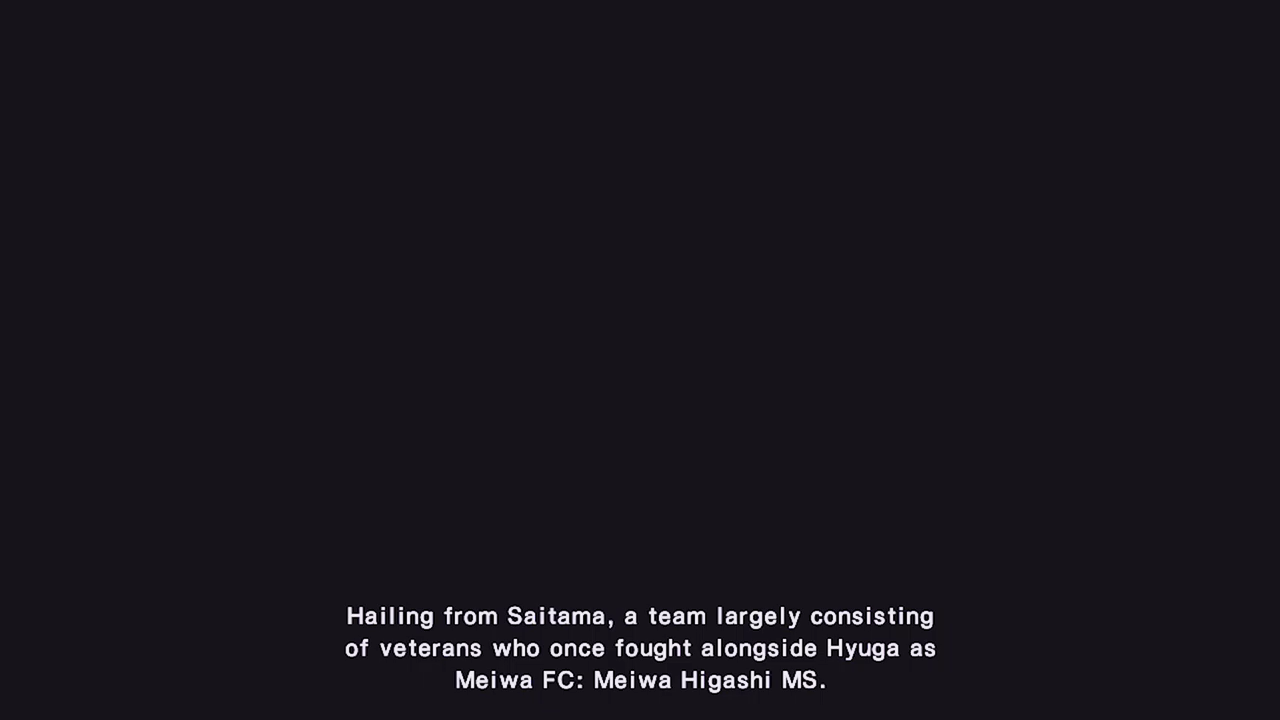 Hailing from Saitama, a team largely consisting
of veterans who once fought alongside Hyuga as
Meiwa FC: Meiwa Higashi MS.